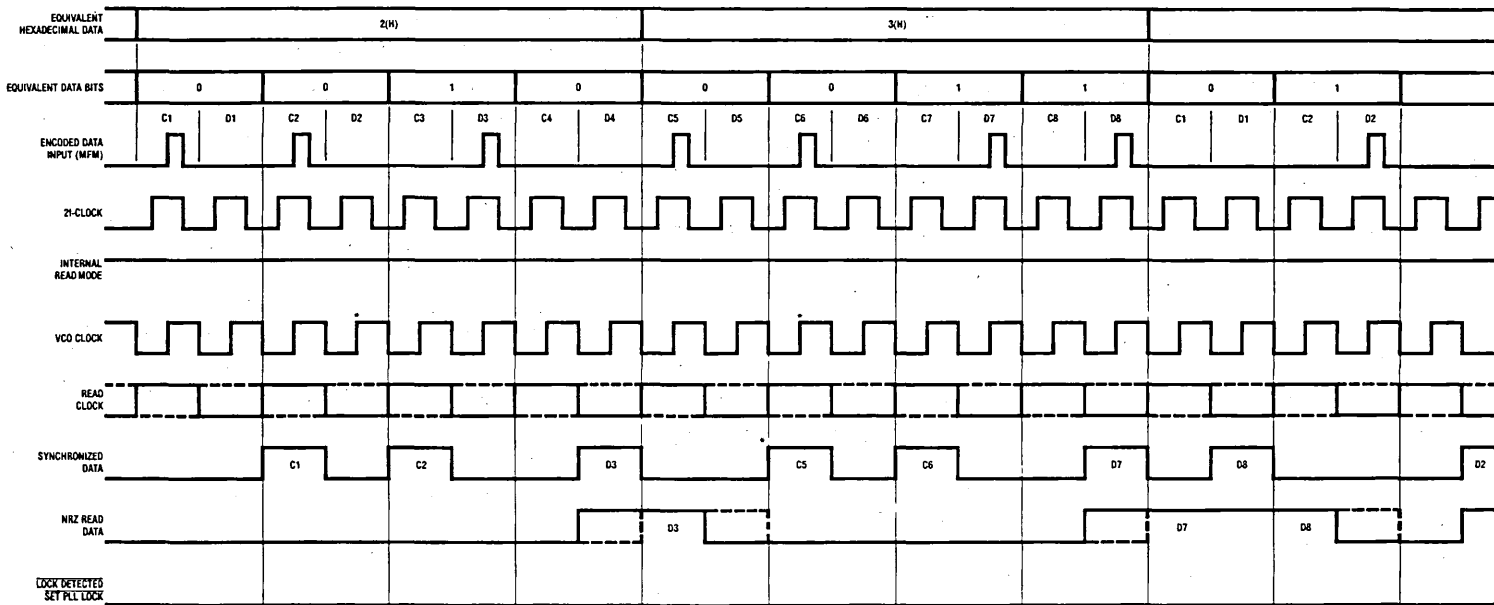 EQUIVALENT
HEXADECIMAL DATA
2(H) 3(H)
EQUIVALENT DATA BITS
0 0 1 0 0 0 1 1 0 1
C1 D1 C2 D2 C3 D3 C4 D4 C5 D5 C6 D6 C7 D7 C8 D8 C1 D1 C2 D2
ENCODED DATA
INPUT (MFM)
2f-CLOCK
INTERNAL
READ MODE
VCO CLOCK
READ
CLOCK
SYNCHRONIZED
DATA
C1 C2 D3 C5 C6 D7 D8 D2
NRZ READ
DATA
D3 D7 D8
LOCK DETECTED
SET PLL LOCK